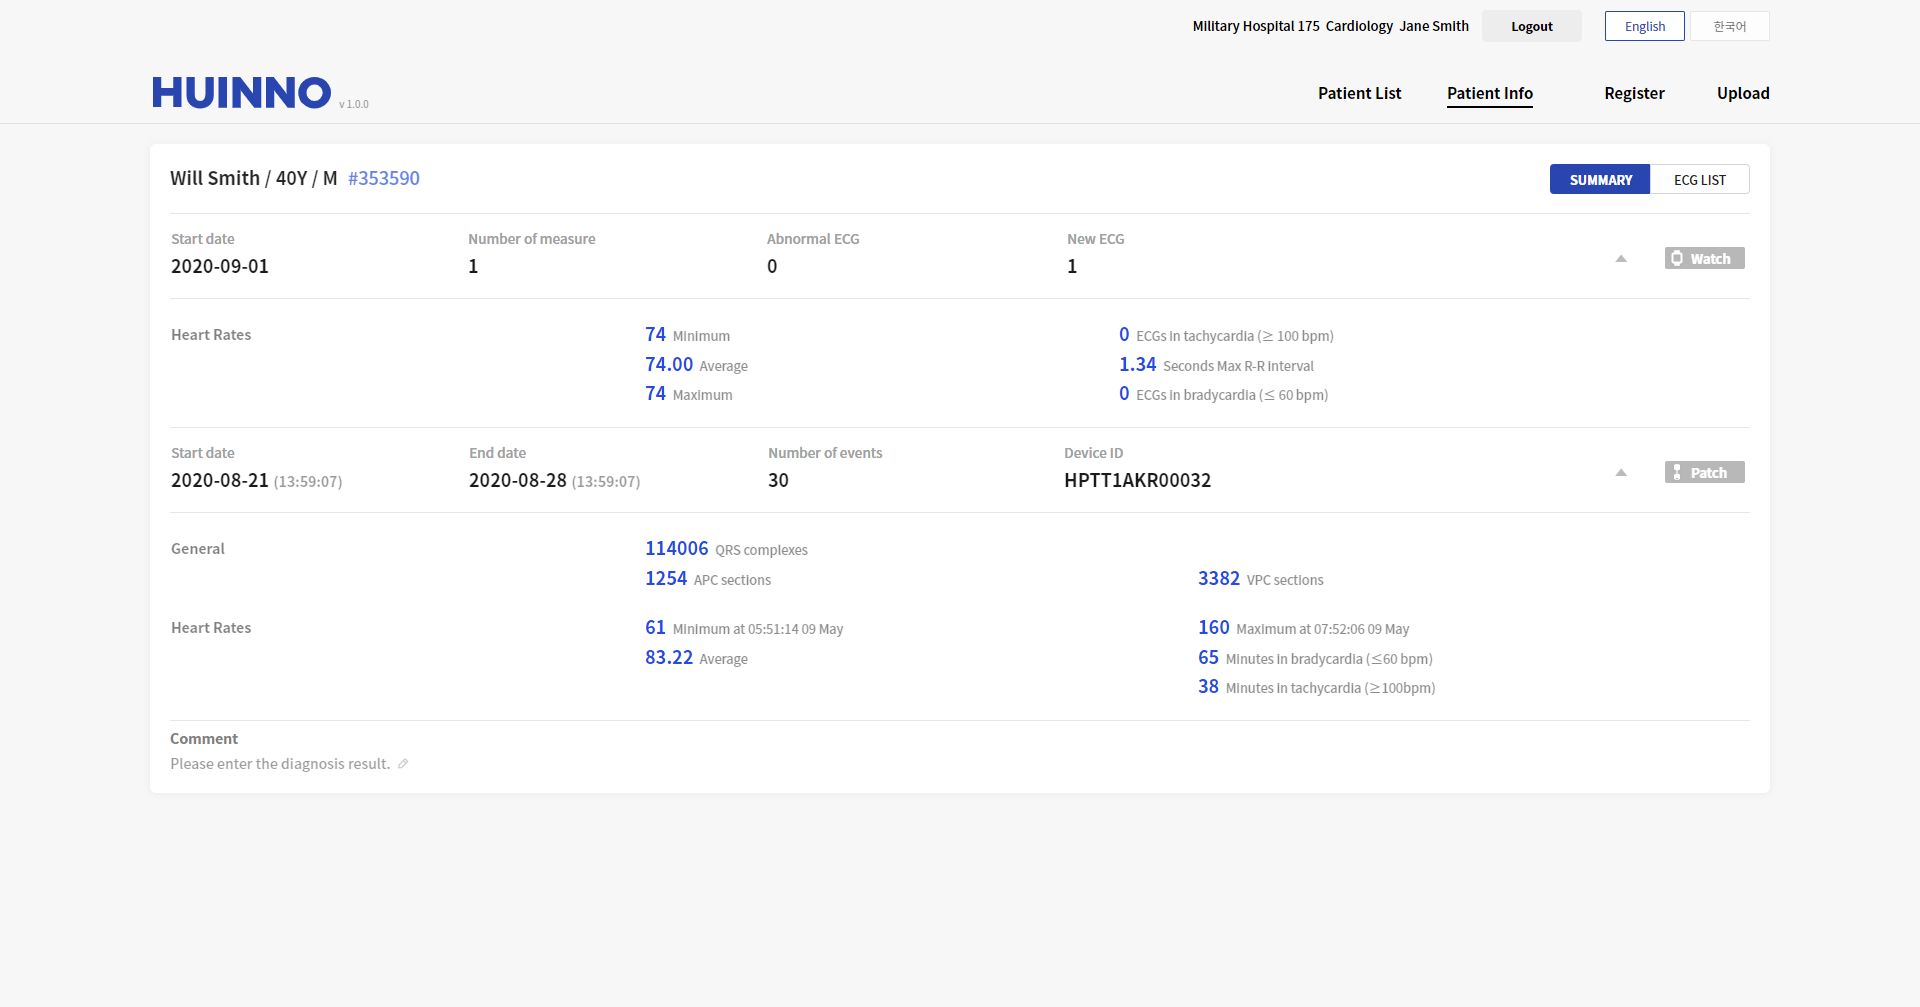 Military Hospital 175 Cardiology Jane Smith Logout English 한국어
HUINNO v 1.0.0 Patient List Patient Info Register Upload
Will Smith / 40Y / M #353590 SUMMARY ECG LIST
Start date Number of measure Abnormal ECG New ECG
2020-09-01 1 0 1 Watch
Heart Rates 74 Minimum 0 ECGs in tachycardia (≥ 100 bpm)
74.00 Average 1.34 Seconds Max R-R interval
74 Maximum 0 ECGs in bradycardia (≤ 60 bpm)
Start date End date Number of events Device ID
2020-08-21 (13:59:07) 2020-08-28 (13:59:07) 30 HPTT1AKR00032 Patch
General 114006 QRS complexes
1254 APC sections 3382 VPC sections
Heart Rates 61 Minimum at 05:51:14 09 May 160 Maximum at 07:52:06 09 May
83.22 Average 65 Minutes in bradycardia (≤60 bpm)
38 Minutes in tachycardia (≥100bpm)
Comment
Please enter the diagnosis result.